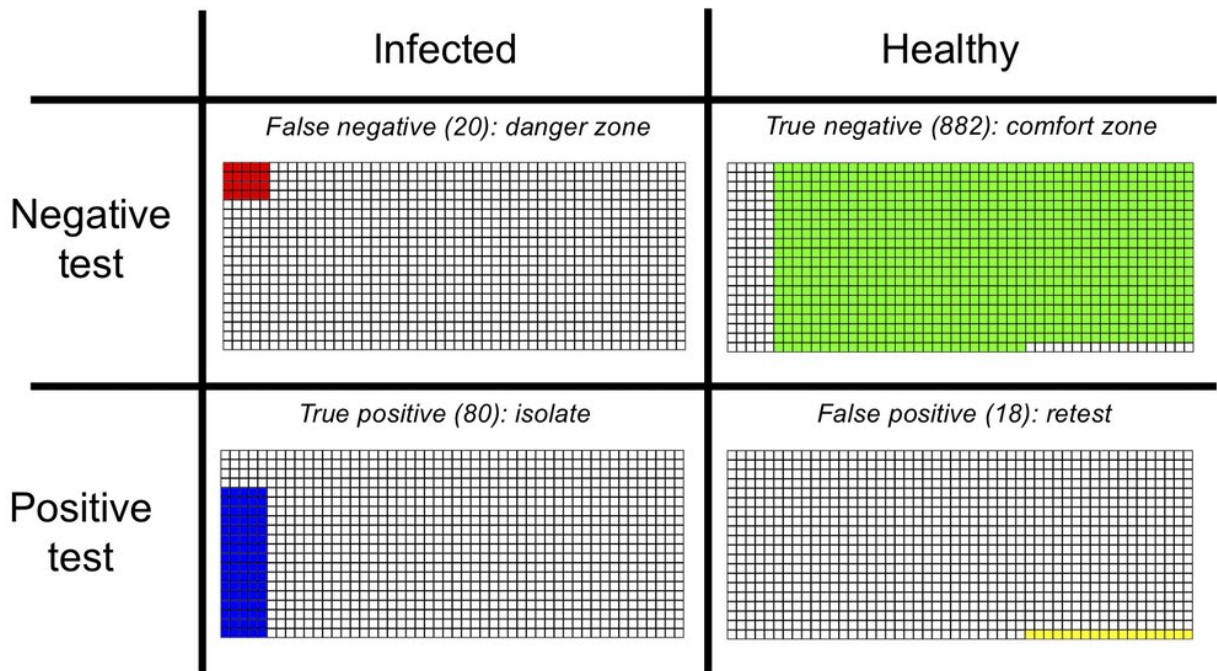 Infected
Healthy
Negative
test
False negative (20): danger zone
True negative (882): comfort zone
Positive
test
True positive (80): isolate
False positive (18): retest